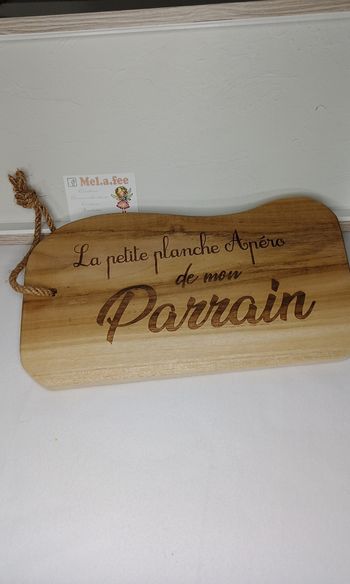 Mel.a.fee
La petite planche Apéro
de mon
Parrain